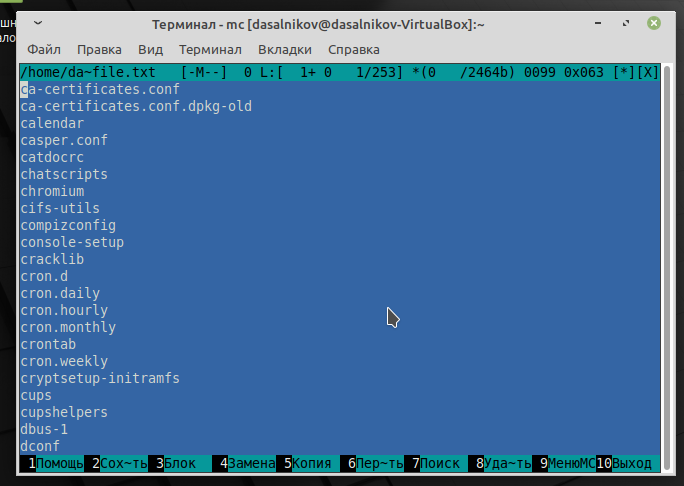 Терминал - mc [dasalnikov@dasalnikov-VirtualBox]:~
Файл Правка Вид Терминал Вкладки Справка
/home/da~file.txt [-M--] 0 L:[ 1+ 0 1/253] *(0 /2464b) 0099 0x063 [*][X]
ca-certificates.conf
ca-certificates.conf.dpkg-old
calendar
casper.conf
catdocrc
chatscripts
chromium
cifs-utils
compizconfig
console-setup
cracklib
cron.d
cron.daily
cron.hourly
cron.monthly
crontab
cron.weekly
cryptsetup-initramfs
cups
cupshelpers
dbus-1
dconf
1Помощь 2Сох~ть 3Блок 4Замена 5Копия 6Пер~ть 7Поиск 8Уда~ть 9МенюМС 10Выход